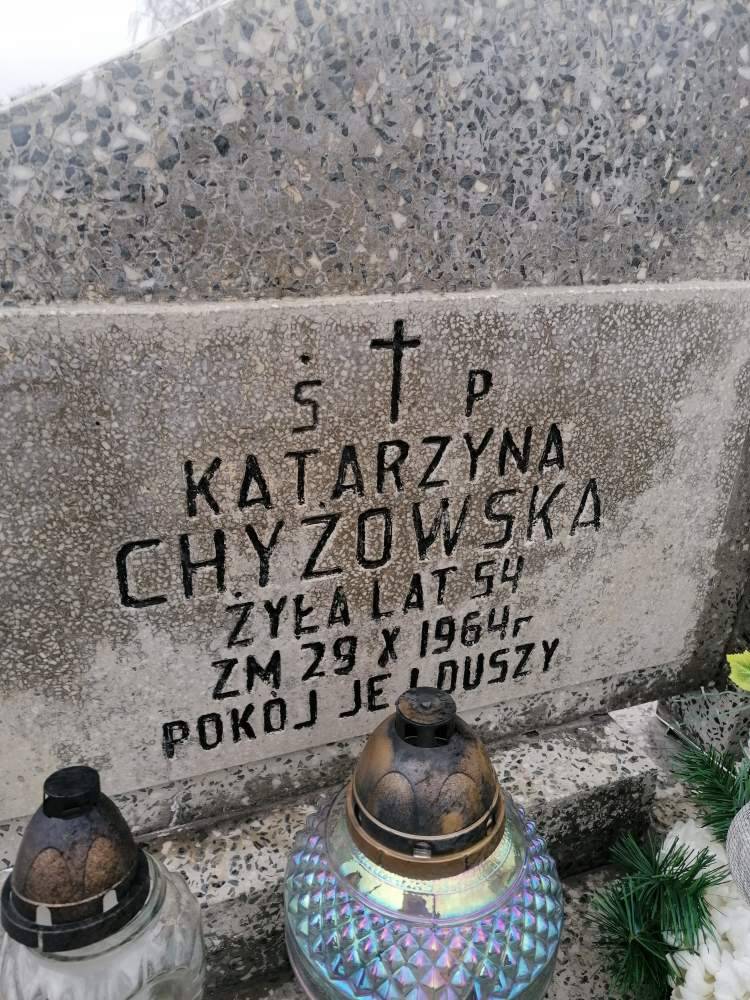 Ś P
KATARZYNA
CHYŻOWSKA
ŻYŁA LAT 54
ZM 29 X 1964r
POKÓJ JEJ DUSZY